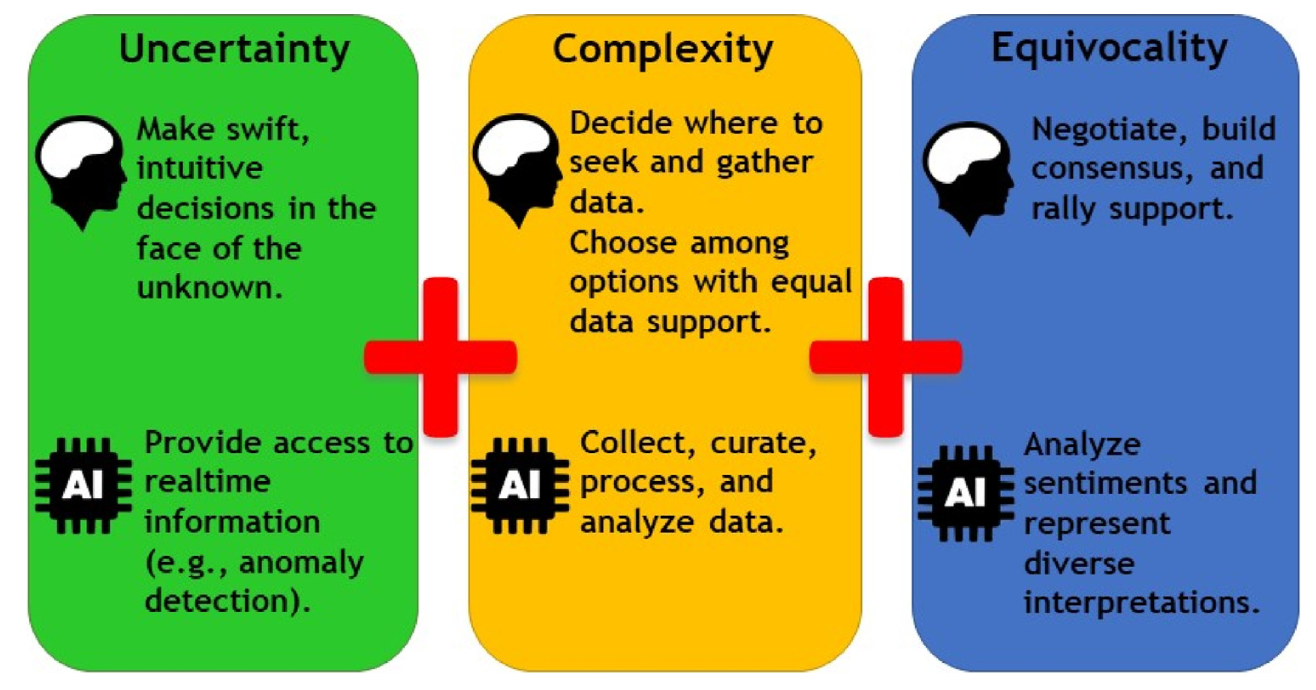 Uncertainty
Make swift,
intuitive
decisions in the
face of the
unknown.
AI
Provide access to
realtime
information
(e.g., anomaly
detection).
Complexity
Decide where to
seek and gather
data.
Choose among
options with equal
data support.
AI
Collect, curate,
process, and
analyze data.
Equivocality
Negotiate, build
consensus, and
rally support.
AI
Analyze
sentiments and
represent
diverse
interpretations.